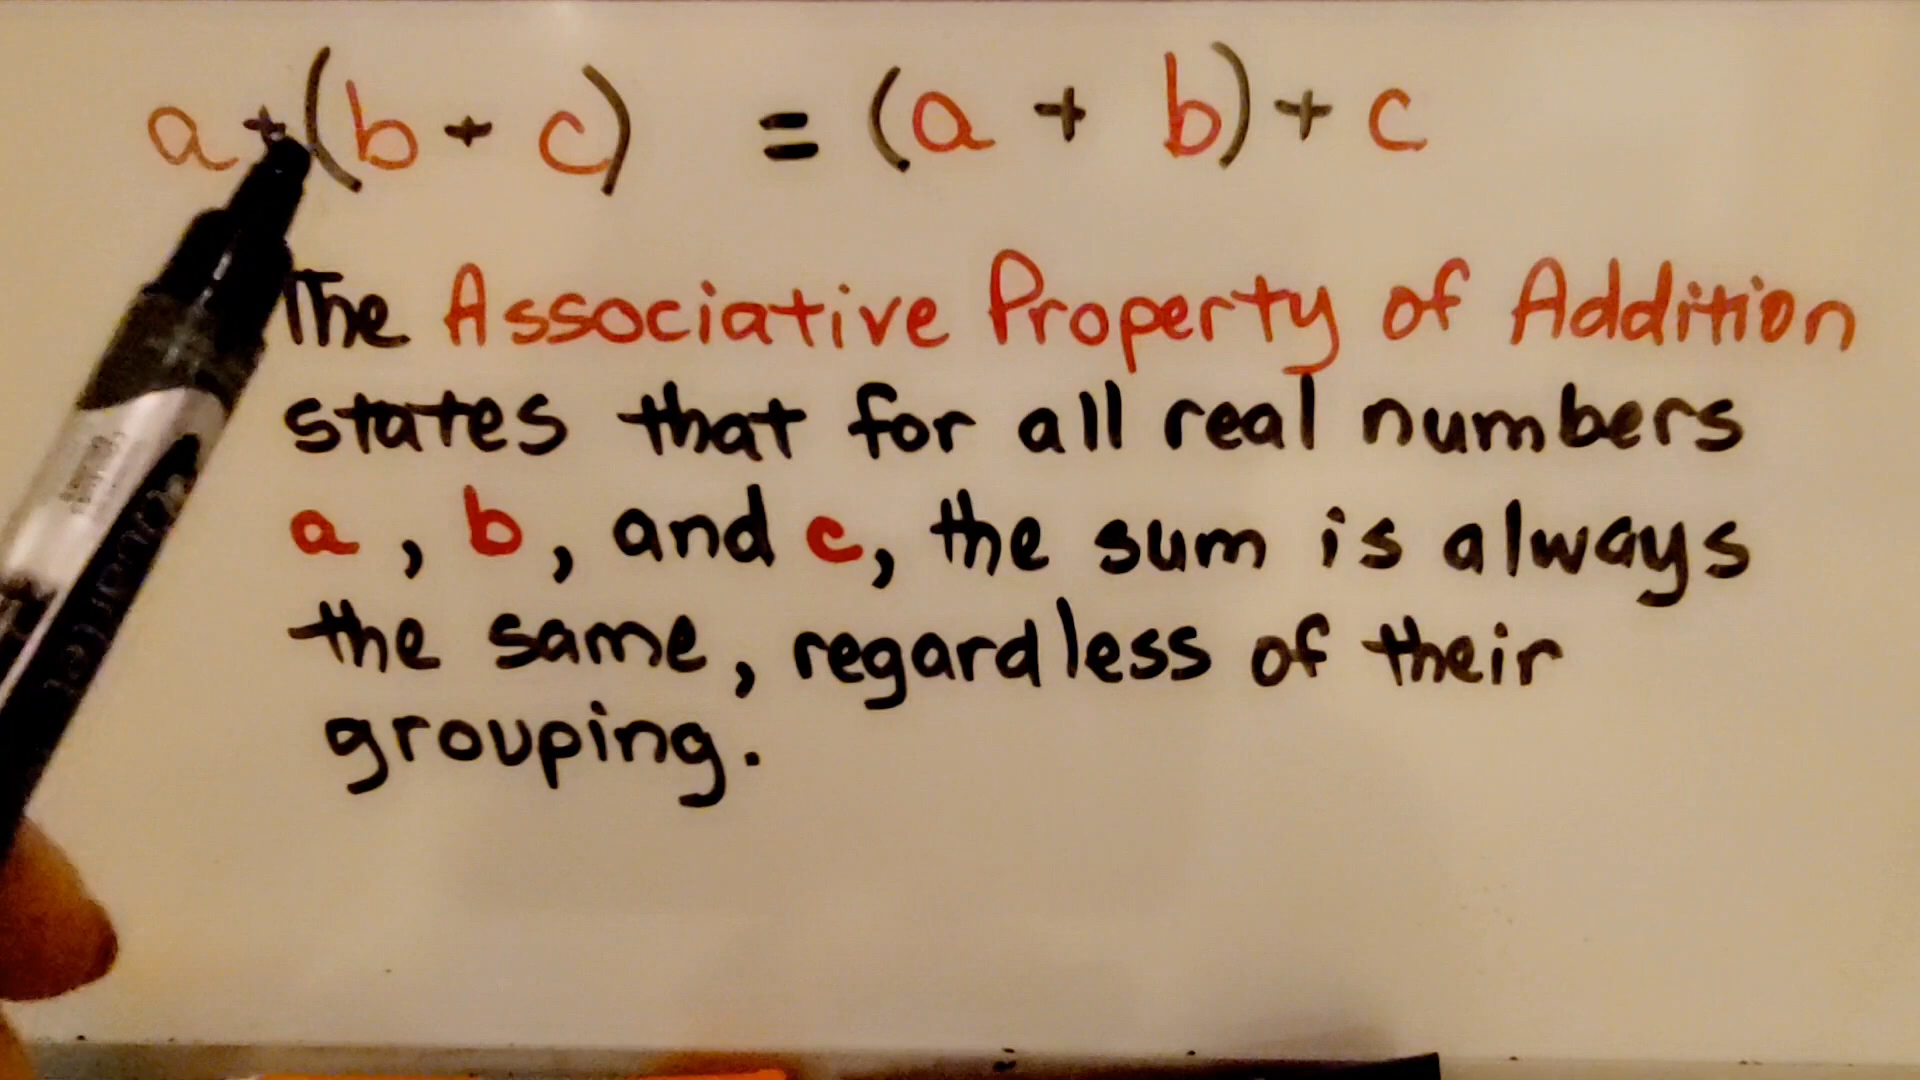 a + (b + c) = (a + b) + c
The Associative Property of Addition
states that for all real numbers
a, b, and c, the sum is always
the same, regardless of their
grouping.